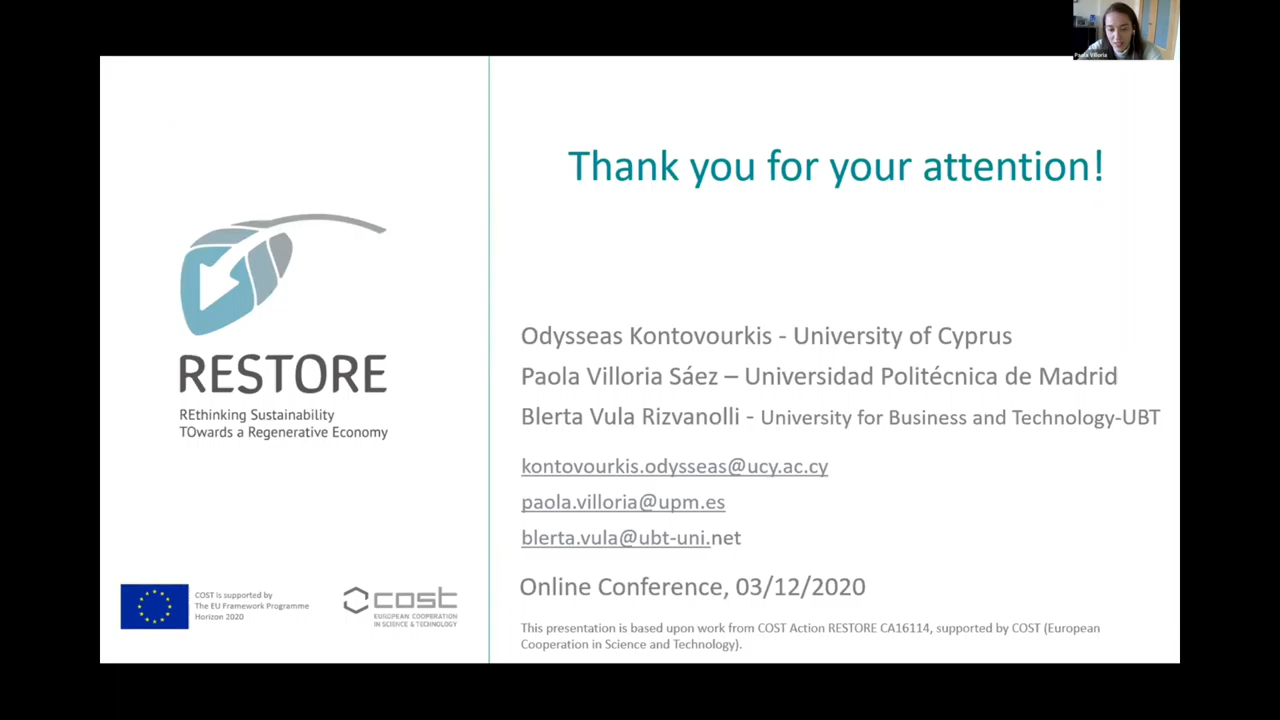 Paola Villoria
Thank you for your attention!
RESTORE
REthinking Sustainability
TOwards a Regenerative Economy
Odysseas Kontovourkis - University of Cyprus
Paola Villoria Sáez – Universidad Politécnica de Madrid
Blerta Vula Rizvanolli - University for Business and Technology-UBT
kontovourkis.odysseas@ucy.ac.cy
paola.villoria@upm.es
blerta.vula@ubt-uni.net
Online Conference, 03/12/2020
COST is supported by
The EU Framework Programme
Horizon 2020
cost
EUROPEAN COOPERATION
IN SCIENCE & TECHNOLOGY
This presentation is based upon work from COST Action RESTORE CA16114, supported by COST (European
Cooperation in Science and Technology).